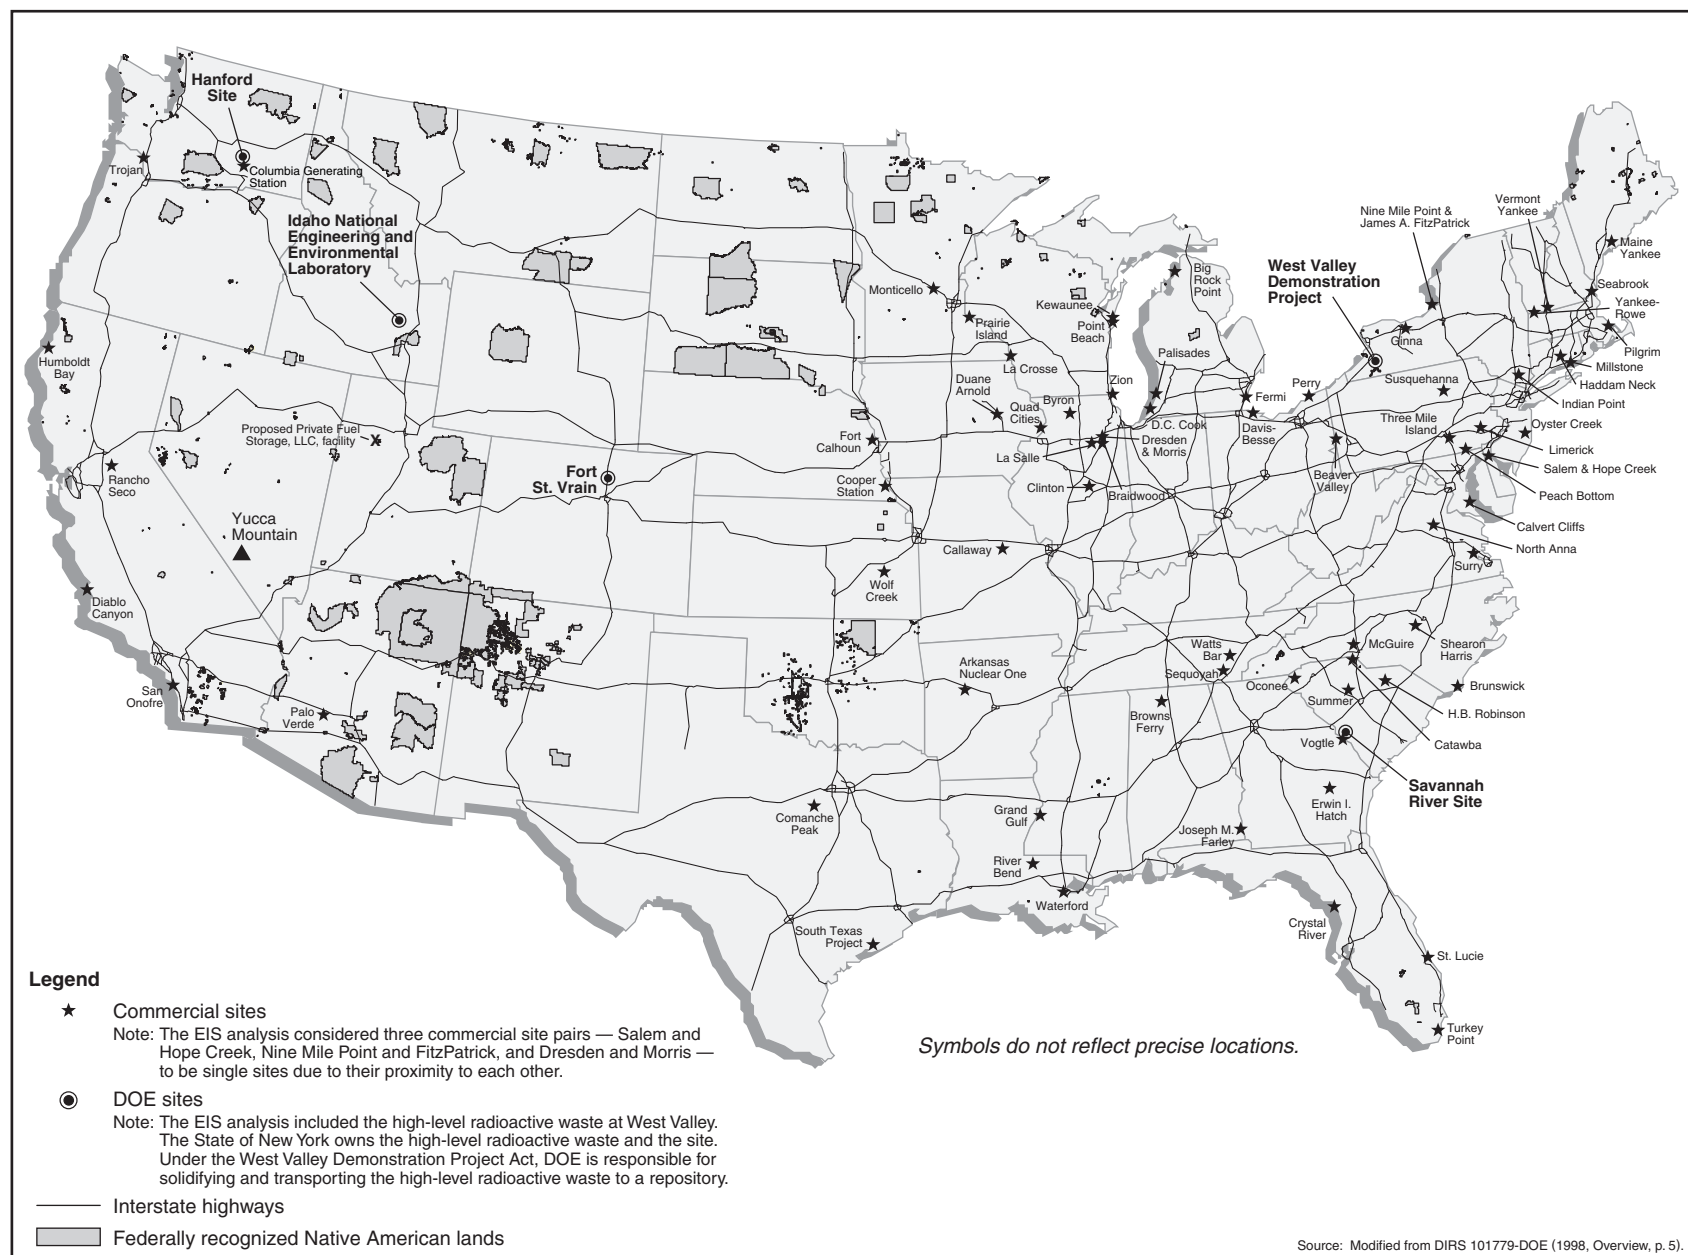 Hanford
Site
Trojan
Columbia Generating
Station
Idaho National
Engineering and
Environmental
Laboratory
Humboldt
Bay
Proposed Private Fuel
Storage, LLC, facility
Rancho
Seco
Yucca
Mountain
Diablo
Canyon
San
Onofre
Palo
Verde
Fort
St. Vrain
Monticello
Prairie
Island
Kewaunee
Point
Beach
Big
Rock
Point
La Crosse
Duane
Arnold
Quad
Cities
Byron
Zion
Palisades
Fort
Calhoun
La Salle
D.C. Cook
Dresden
& Morris
Cooper
Station
Clinton
Braidwood
Callaway
Wolf
Creek
Arkansas
Nuclear One
Comanche
Peak
South Texas
Project
Grand
Gulf
River
Bend
Waterford
Nine Mile Point &
James A. FitzPatrick
Vermont
Yankee
Maine
Yankee
West Valley
Demonstration
Project
Seabrook
Yankee-
Rowe
Ginna
Pilgrim
Millstone
Haddam Neck
Indian Point
Susquehanna
Perry
Fermi
Davis-
Besse
Three Mile
Island
Oyster Creek
Limerick
Salem & Hope Creek
Beaver
Valley
Peach Bottom
Calvert Cliffs
North Anna
Surry
Watts
Bar
Sequoyah
McGuire
Shearon
Harris
Oconee
Summer
Brunswick
H.B. Robinson
Catawba
Browns
Ferry
Vogtle
Savannah
River Site
Erwin I.
Hatch
Joseph M.
Farley
Crystal
River
St. Lucie
Turkey
Point
Legend
Commercial sites
Note: The EIS analysis considered three commercial site pairs — Salem and
Hope Creek, Nine Mile Point and FitzPatrick, and Dresden and Morris —
to be single sites due to their proximity to each other.
DOE sites
Note: The EIS analysis included the high-level radioactive waste at West Valley.
The State of New York owns the high-level radioactive waste and the site.
Under the West Valley Demonstration Project Act, DOE is responsible for
solidifying and transporting the high-level radioactive waste to a repository.
Interstate highways
Federally recognized Native American lands
Symbols do not reflect precise locations.
Source: Modified from DIRS 101779-DOE (1998, Overview, p. 5).